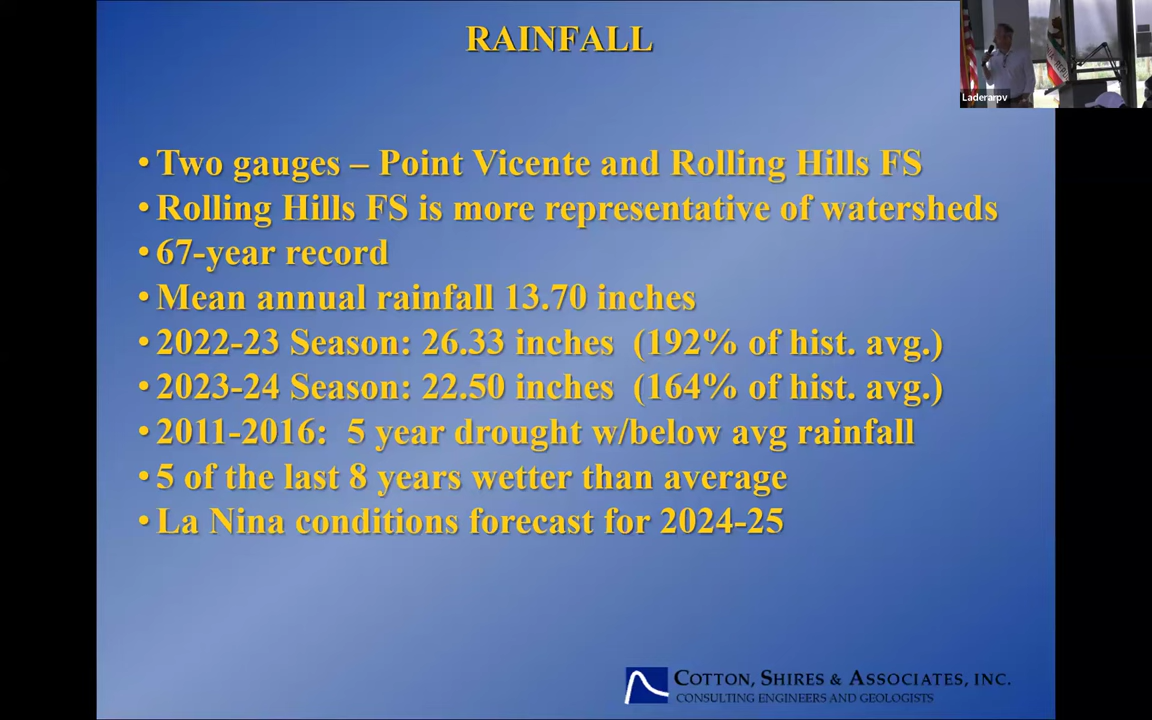 RAINFALL
Laderarpv
• Two gauges – Point Vicente and Rolling Hills FS
• Rolling Hills FS is more representative of watersheds
• 67-year record
• Mean annual rainfall 13.70 inches
• 2022-23 Season: 26.33 inches (192% of hist. avg.)
• 2023-24 Season: 22.50 inches (164% of hist. avg.)
• 2011-2016: 5 year drought w/below avg rainfall
• 5 of the last 8 years wetter than average
• La Nina conditions forecast for 2024-25
COTTON, SHIRES & ASSOCIATES, INC.
CONSULTING ENGINEERS AND GEOLOGISTS